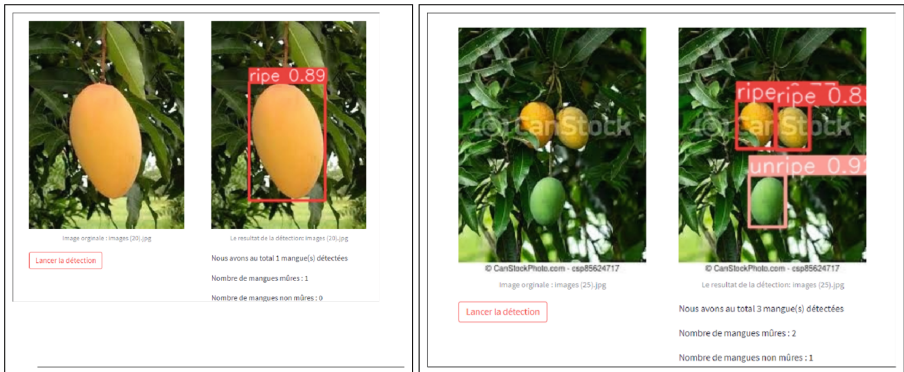 ripe 0.89
Image orginale : images (20).jpg
Le resultat de la détection: images (20).jpg
Lancer la détection
Nous avons au total 1 mangue(s) détectées
Nombre de mangues mûres : 1
Nombre de mangues non mûres : 0
ripe
ripe 0.8
CanStock
CanStock
unripe 0.92
© CanStockPhoto.com - csp85624717
© CanStockPhoto.com - csp85624717
Image orginale : images (25).jpg
Le resultat de la détection: images (25).jpg
Lancer la détection
Nous avons au total 3 mangue(s) détectées
Nombre de mangues mûres : 2
Nombre de mangues non mûres : 1